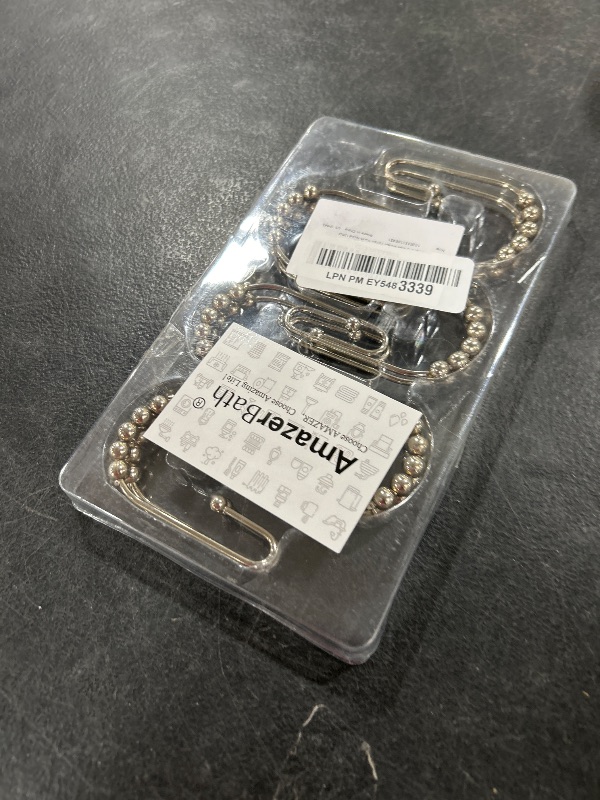 LPN PM EY5483339
AmazerBath®
Choose AMAZER, Choose Amazing Life!